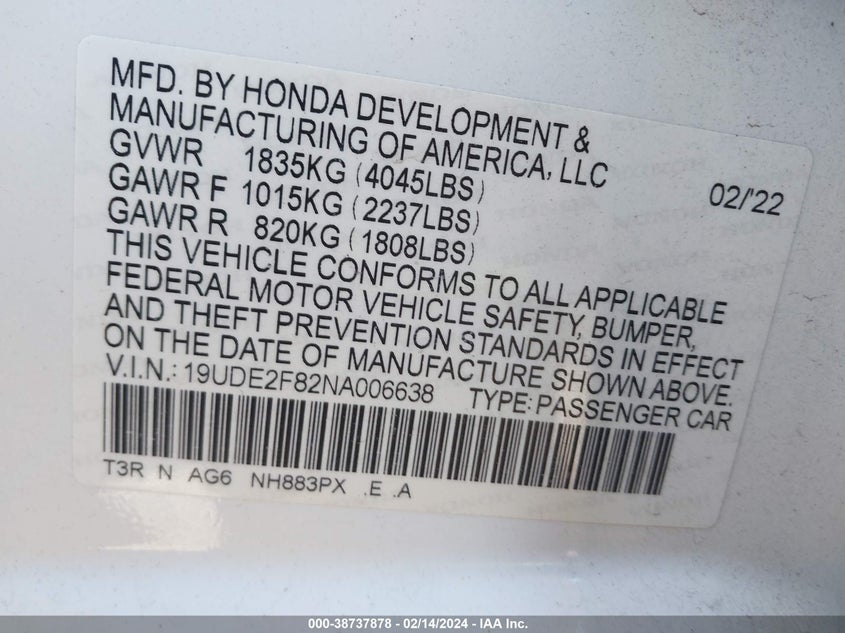 MFD. BY HONDA DEVELOPMENT &
MANUFACTURING OF AMERICA, LLC
GVWR 1835KG (4045LBS) 02/'22
GAWR F 1015KG (2237LBS)
GAWR R 820KG (1808LBS)
THIS VEHICLE CONFORMS TO ALL APPLICABLE
FEDERAL MOTOR VEHICLE SAFETY, BUMPER,
AND THEFT PREVENTION STANDARDS IN EFFECT
ON THE DATE OF MANUFACTURE SHOWN ABOVE.
V.I.N.: 19UDE2F82NA006638 TYPE: PASSENGER CAR
T3R N AG6 NH883PX .E .A
000-38737878 - 02/14/2024 - IAA Inc.